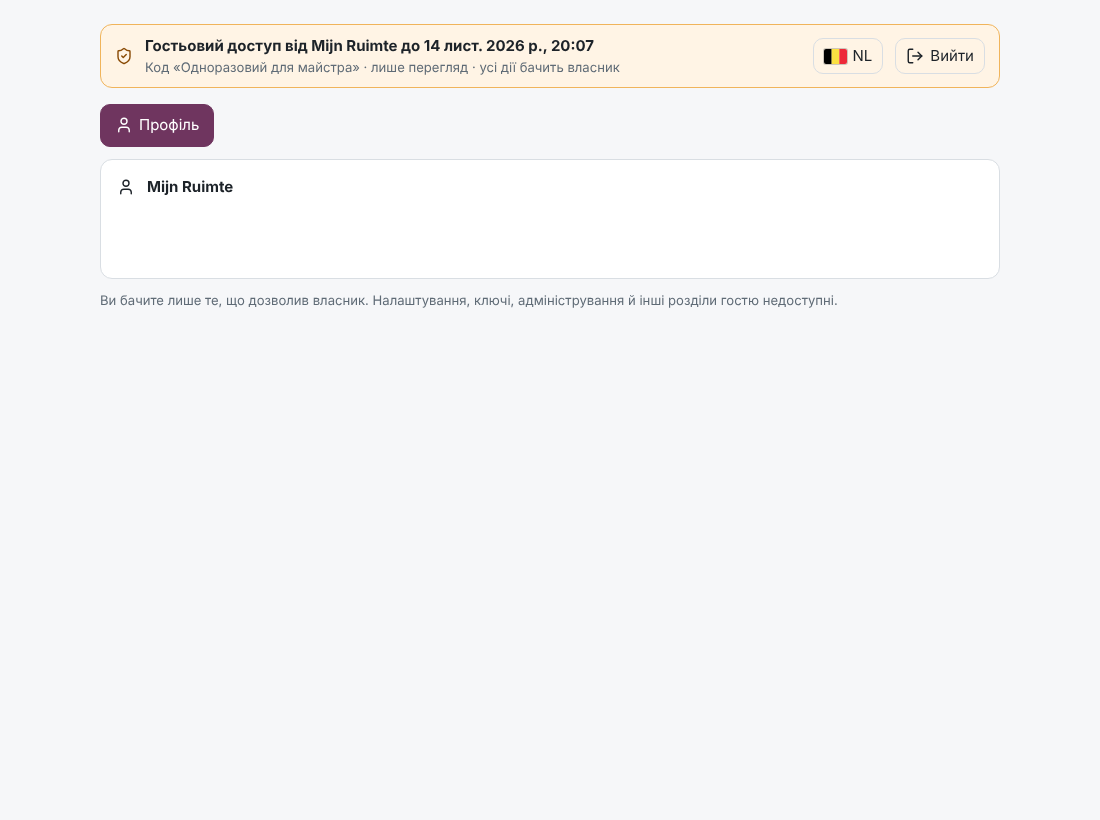 Гостьовий доступ від Mijn Ruimte до 14 лист. 2026 р., 20:07
Код «Одноразовий для майстра» · лише перегляд · усі дії бачить власник
NL
Вийти
Профіль
Mijn Ruimte
Ви бачите лише те, що дозволив власник. Налаштування, ключі, адміністрування й інші розділи гостю недоступні.